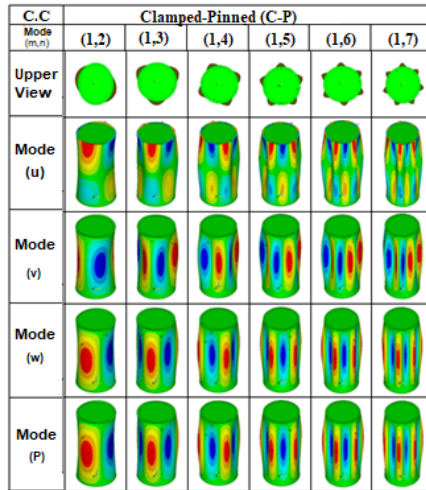 C.C Clamped-Pinned (C-P)
Mode (m,n) (1,2) (1,3) (1,4) (1,5) (1,6) (1,7)
Upper View
Mode (u)
Mode (v)
Mode (w)
Mode (P)